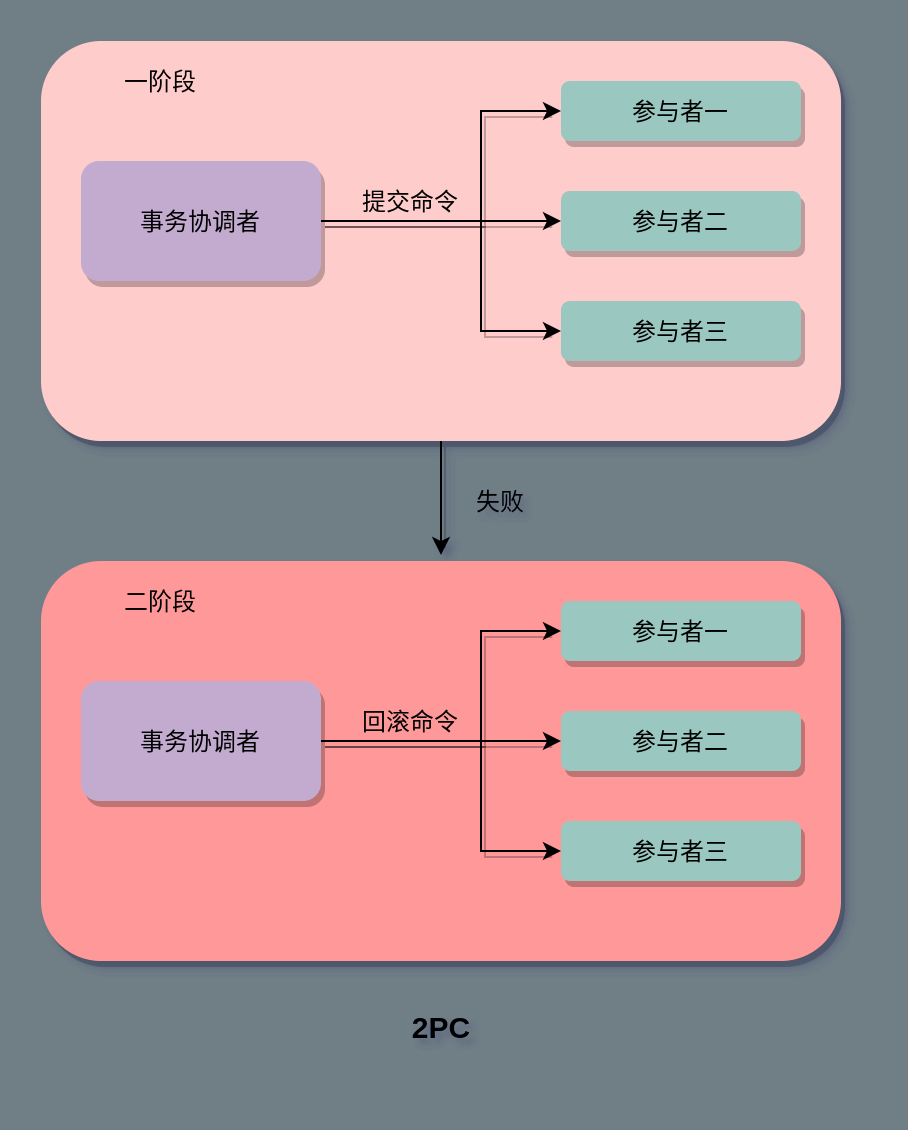 一阶段
参与者一
提交命令
事务协调者
参与者二
参与者三
失败
二阶段
参与者一
回滚命令
事务协调者
参与者二
参与者三
2PC